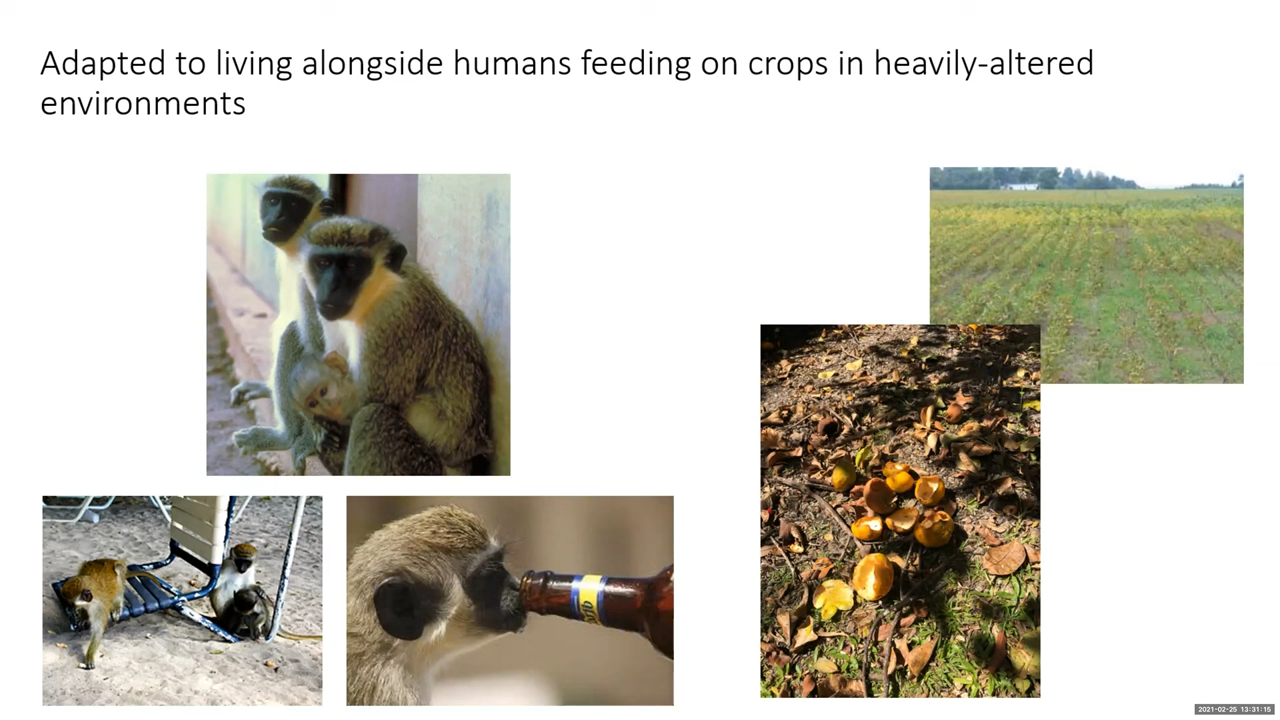 Adapted to living alongside humans feeding on crops in heavily-altered
environments
2021-02-25 13:31:15